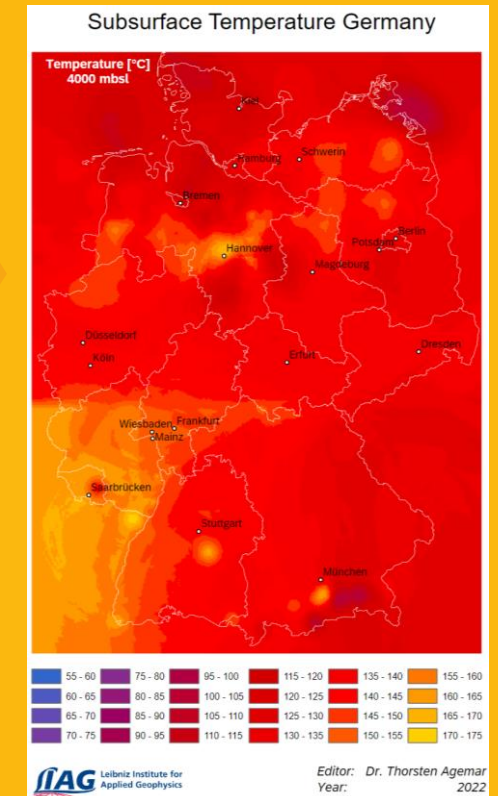 Subsurface Temperature Germany
Temperature [°C]
4000 mbsl
Kiel
Schwerin
Hamburg
Bremen
Berlin
Hannover
Potsdam
Magdeburg
Düsseldorf
Köln
Erfurt
Dresden
Wiesbaden
Frankfurt
Mainz
Saarbrücken
Stuttgart
München
55 - 60 75 - 80 95 - 100 115 - 120 135 - 140 155 - 160
60 - 65 80 - 85 100 - 105 120 - 125 140 - 145 160 - 165
65 - 70 85 - 90 105 - 110 125 - 130 145 - 150 165 - 170
70 - 75 90 - 95 110 - 115 130 - 135 150 - 155 170 - 175
LIAG Leibniz Institute for
Applied Geophysics
Editor: Dr. Thorsten Agemar
Year: 2022